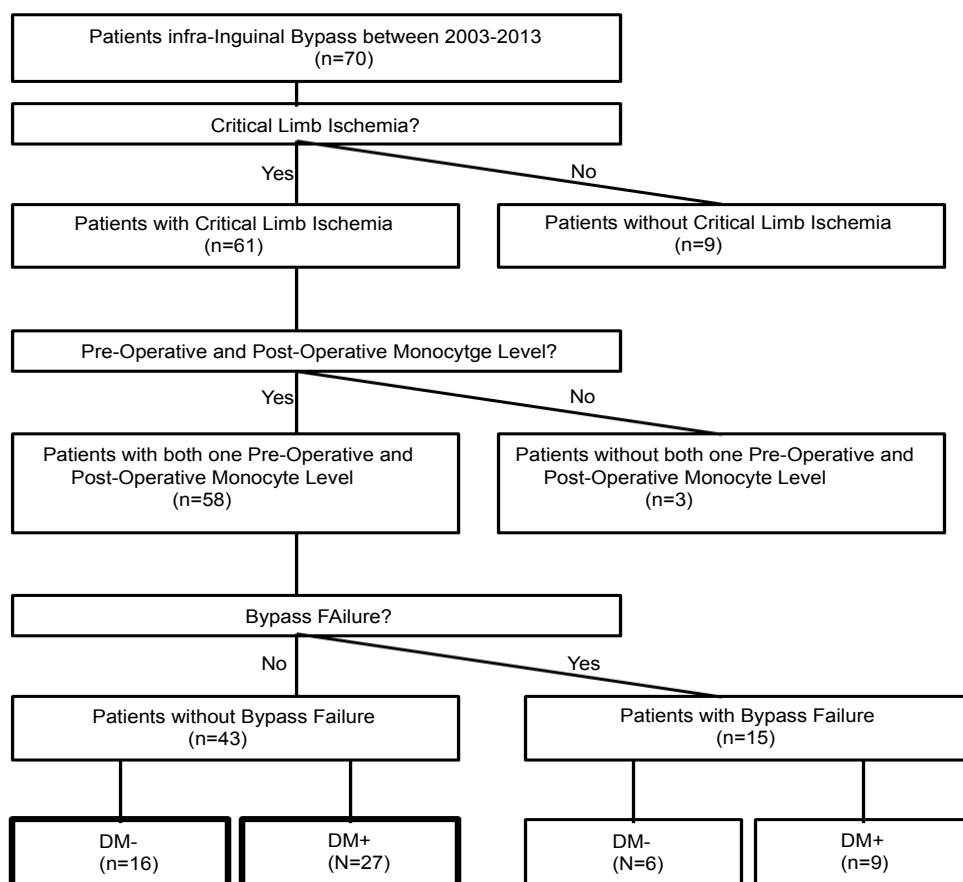 Patients infra-Inguinal Bypass between 2003-2013
(n=70)
Critical Limb Ischemia?
Yes
No
Patients with Critical Limb Ischemia
(n=61)
Patients without Critical Limb Ischemia
(n=9)
Pre-Operative and Post-Operative Monocytge Level?
Yes
No
Patients with both one Pre-Operative and
Post-Operative Monocyte Level
(n=58)
Patients without both one Pre-Operative and
Post-Operative Monocyte Level
(n=3)
Bypass FAilure?
No
Yes
Patients without Bypass Failure
(n=43)
Patients with Bypass Failure
(n=15)
DM-
(n=16)
DM+
(N=27)
DM-
(N=6)
DM+
(n=9)